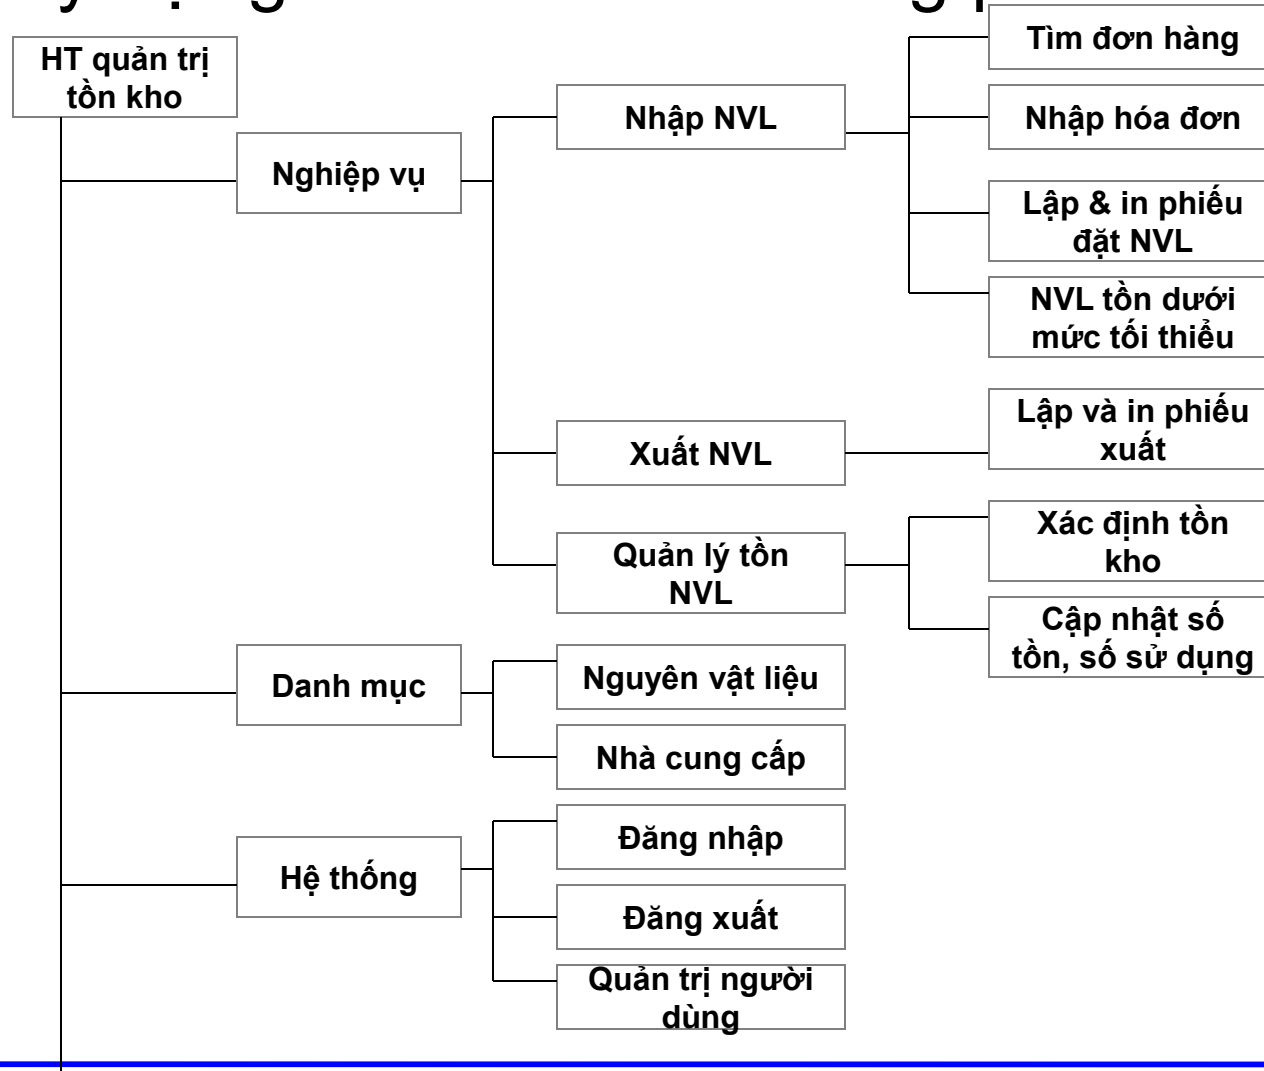 HT quản trị
tồn kho
Nghiệp vụ
Nhập NVL
Tìm đơn hàng
Nhập hóa đơn
Lập & in phiếu
đặt NVL
NVL tồn dưới
mức tối thiểu
Xuất NVL
Lập và in phiếu
xuất
Quản lý tồn
NVL
Xác định tồn
kho
Cập nhật số
tồn, số sử dụng
Danh mục
Nguyên vật liệu
Nhà cung cấp
Hệ thống
Đăng nhập
Đăng xuất
Quản trị người
dùng